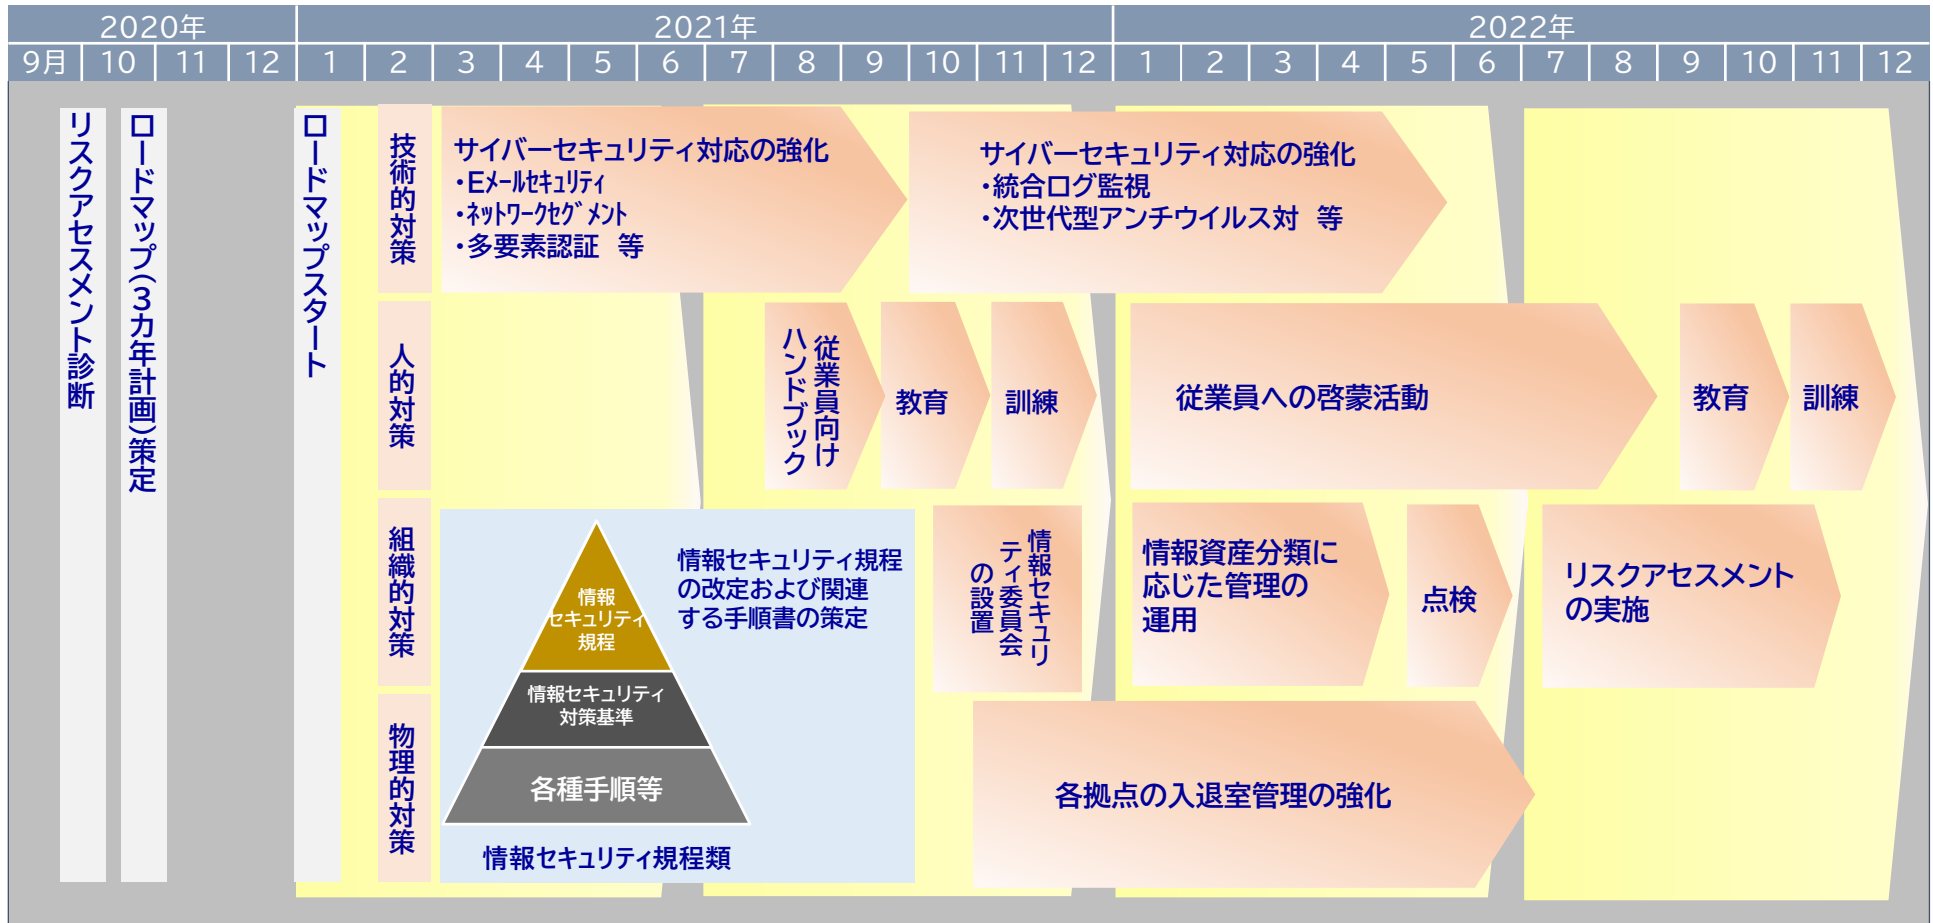 2020年
2021年
2022年
9月 10 11 12 1 2 3 4 5 6 7 8 9 10 11 12 1 2 3 4 5 6 7 8 9 10 11 12
リスクアセスメント診断
ロードマップ(3カ年計画)策定
ロードマップスタート
技術的対策
サイバーセキュリティ対応の強化
・Eメールセキュリティ
・ネットワークセグメント
・多要素認証　等
サイバーセキュリティ対応の強化
・統合ログ監視
・次世代型アンチウイルス対　等
人的対策
従業員向け
ハンドブック
教育
訓練
従業員への啓蒙活動
教育
訓練
組織的対策
情報
セキュリティ
規程
情報セキュリティ
対策基準
各種手順等
情報セキュリティ規程類
情報セキュリティ規程
の改定および関連
する手順書の策定
情報セキュリ
ティ委員会
の設置
情報資産分類に
応じた管理の
運用
点検
リスクアセスメント
の実施
物理的対策
各拠点の入退室管理の強化